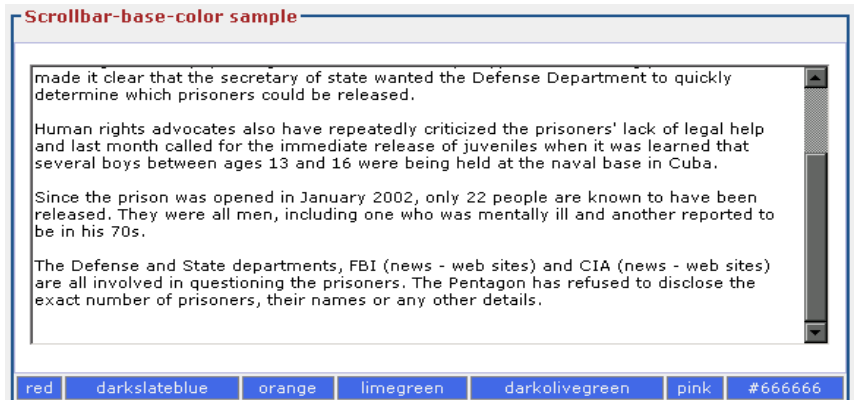 Scrollbar-base-color sample
made it clear that the secretary of state wanted the Defense Department to quickly
determine which prisoners could be released.
Human rights advocates also have repeatedly criticized the prisoners' lack of legal help
and last month called for the immediate release of juveniles when it was learned that
several boys between ages 13 and 16 were being held at the naval base in Cuba.
Since the prison was opened in January 2002, only 22 people are known to have been
released. They were all men, including one who was mentally ill and another reported to
be in his 70s.
The Defense and State departments, FBI (news - web sites) and CIA (news - web sites)
are all involved in questioning the prisoners. The Pentagon has refused to disclose the
exact number of prisoners, their names or any other details.
red darkslateblue orange limegreen darkolivegreen pink #666666